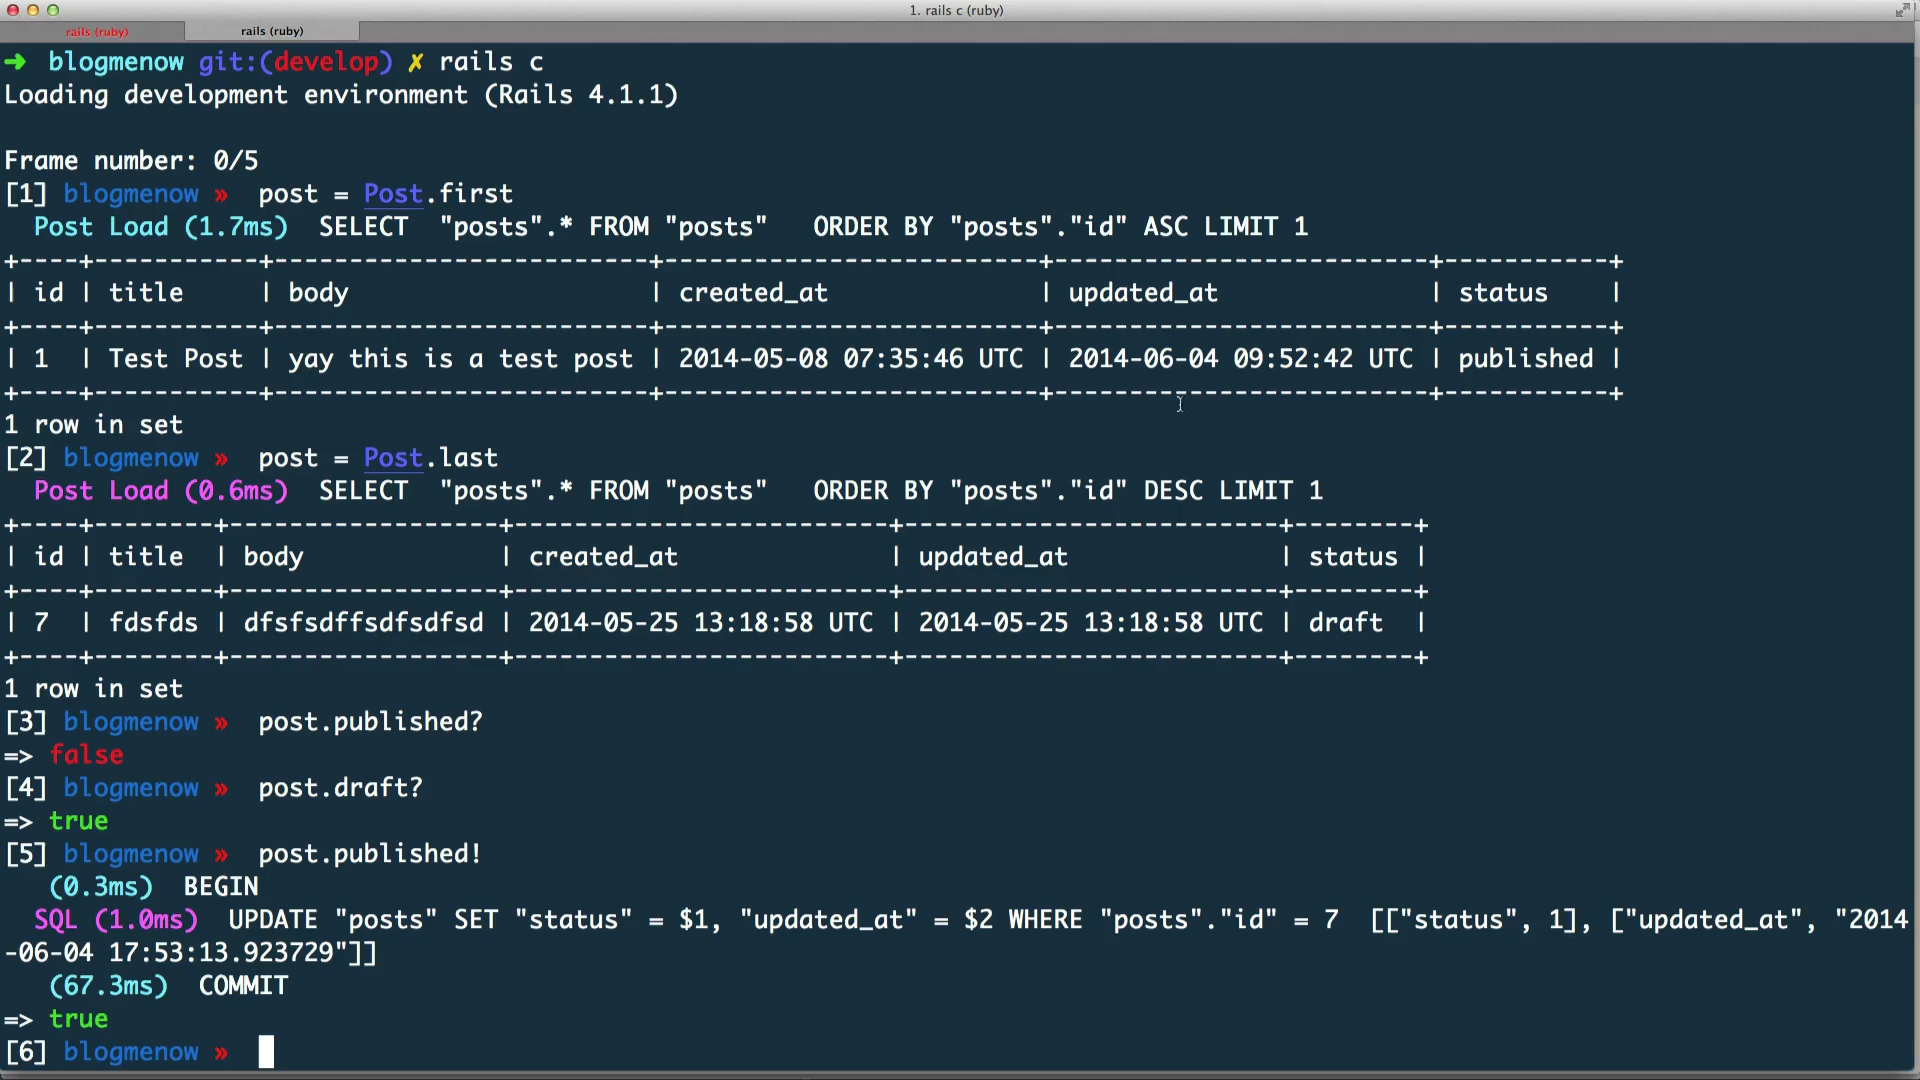 1. rails c (ruby)
rails (ruby) rails (ruby)
➜ blogmenow git:(develop) ✗ rails c
Loading development environment (Rails 4.1.1)
Frame number: 0/5
[1] blogmenow »  post = Post.first
  Post Load (1.7ms)  SELECT  "posts".* FROM "posts"   ORDER BY "posts"."id" ASC LIMIT 1
+----+-----------+-------------------------+-------------------------+-------------------------+-----------+
| id | title     | body                    | created_at              | updated_at              | status    |
+----+-----------+-------------------------+-------------------------+-------------------------+-----------+
| 1  | Test Post | yay this is a test post | 2014-05-08 07:35:46 UTC | 2014-06-04 09:52:42 UTC | published |
+----+-----------+-------------------------+-------------------------+-------------------------+-----------+
1 row in set
[2] blogmenow »  post = Post.last
  Post Load (0.6ms)  SELECT  "posts".* FROM "posts"   ORDER BY "posts"."id" DESC LIMIT 1
+----+--------+------------------+-------------------------+-------------------------+--------+
| id | title  | body             | created_at              | updated_at              | status |
+----+--------+------------------+-------------------------+-------------------------+--------+
| 7  | fdsfds | dfsfsdffsdfsdfsd | 2014-05-25 13:18:58 UTC | 2014-05-25 13:18:58 UTC | draft  |
+----+--------+------------------+-------------------------+-------------------------+--------+
1 row in set
[3] blogmenow »  post.published?
=> false
[4] blogmenow »  post.draft?
=> true
[5] blogmenow »  post.published!
   (0.3ms)  BEGIN
  SQL (1.0ms)  UPDATE "posts" SET "status" = $1, "updated_at" = $2 WHERE "posts"."id" = 7  [["status", 1], ["updated_at", "2014
-06-04 17:53:13.923729"]]
   (67.3ms)  COMMIT
=> true
[6] blogmenow »